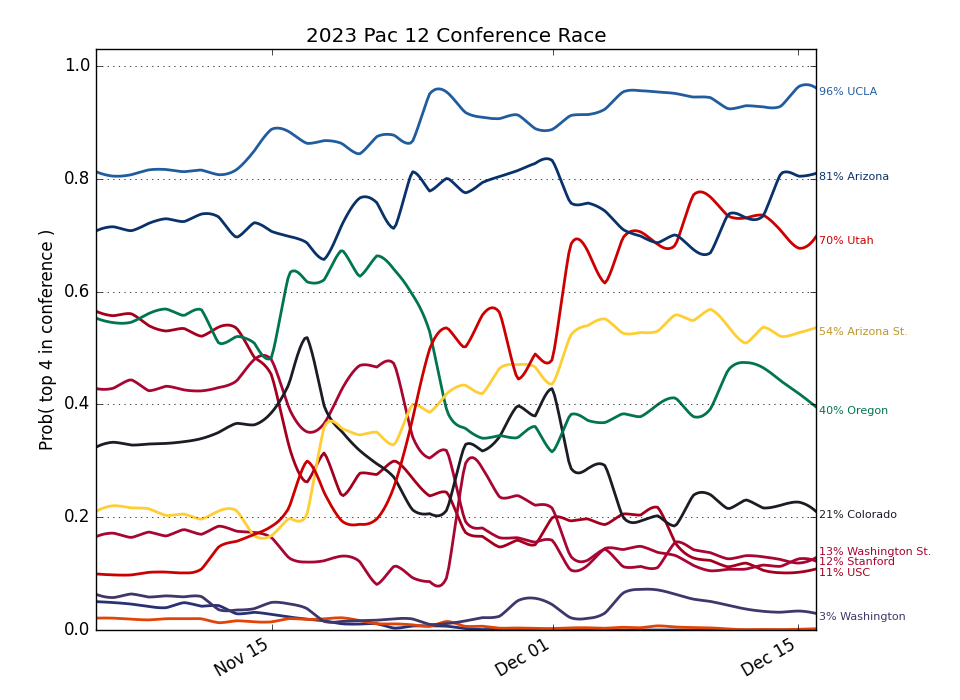 2023 Pac 12 Conference Race
Prob( top 4 in conference )
1.0
0.8
0.6
0.4
0.2
0.0
Nov 15
Dec 01
Dec 15
96% UCLA
81% Arizona
70% Utah
54% Arizona St.
40% Oregon
21% Colorado
13% Washington St.
12% Stanford
11% USC
3% Washington